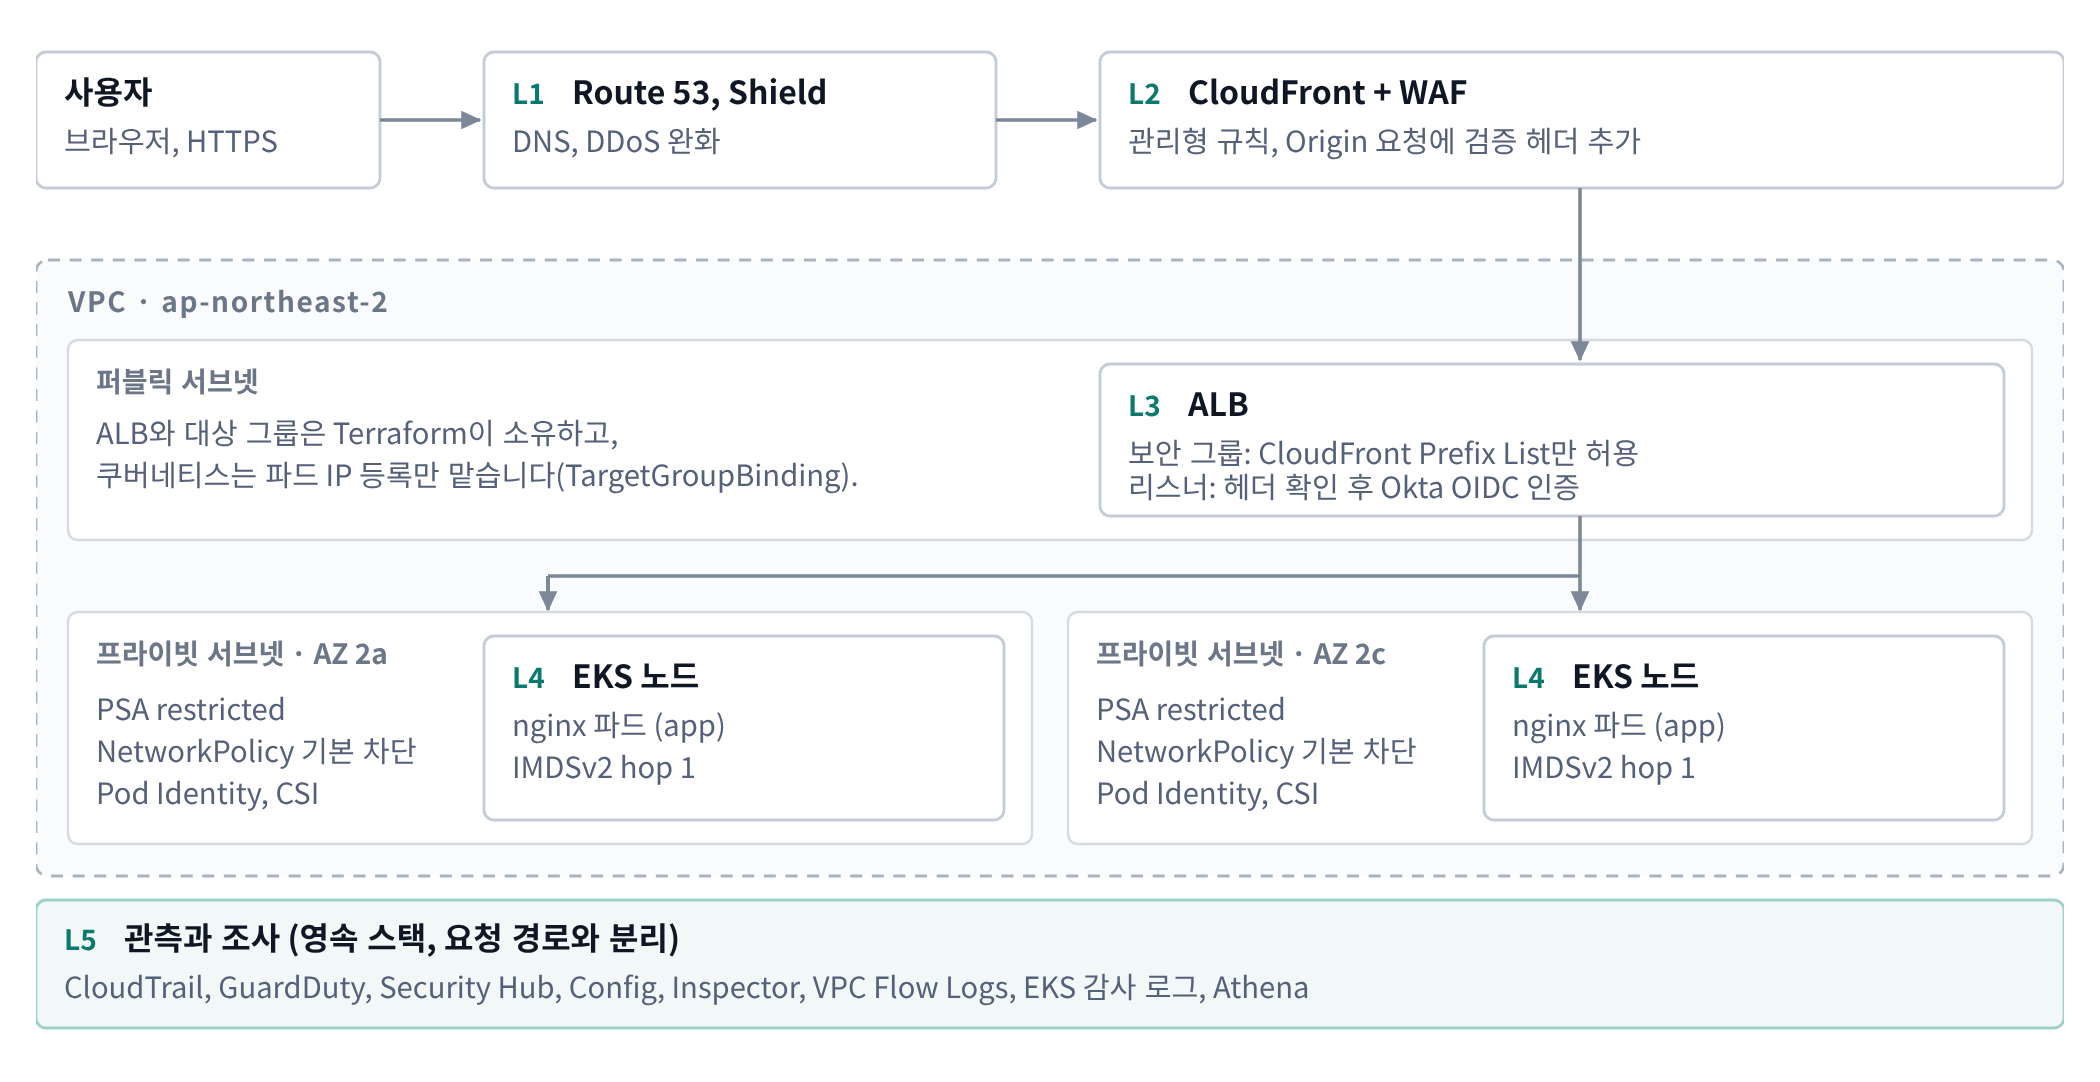 사용자
브라우저, HTTPS
L1 Route 53, Shield
DNS, DDoS 완화
L2 CloudFront + WAF
관리형 규칙, Origin 요청에 검증 헤더 추가
VPC · ap-northeast-2
퍼블릭 서브넷
ALB와 대상 그룹은 Terraform이 소유하고,
쿠버네티스는 파드 IP 등록만 맡습니다(TargetGroupBinding).
L3 ALB
보안 그룹: CloudFront Prefix List만 허용
리스너: 헤더 확인 후 Okta OIDC 인증
프라이빗 서브넷 · AZ 2a
PSA restricted
NetworkPolicy 기본 차단
Pod Identity, CSI
L4 EKS 노드
nginx 파드 (app)
IMDSv2 hop 1
프라이빗 서브넷 · AZ 2c
PSA restricted
NetworkPolicy 기본 차단
Pod Identity, CSI
L4 EKS 노드
nginx 파드 (app)
IMDSv2 hop 1
L5 관측과 조사 (영속 스택, 요청 경로와 분리)
CloudTrail, GuardDuty, Security Hub, Config, Inspector, VPC Flow Logs, EKS 감사 로그, Athena